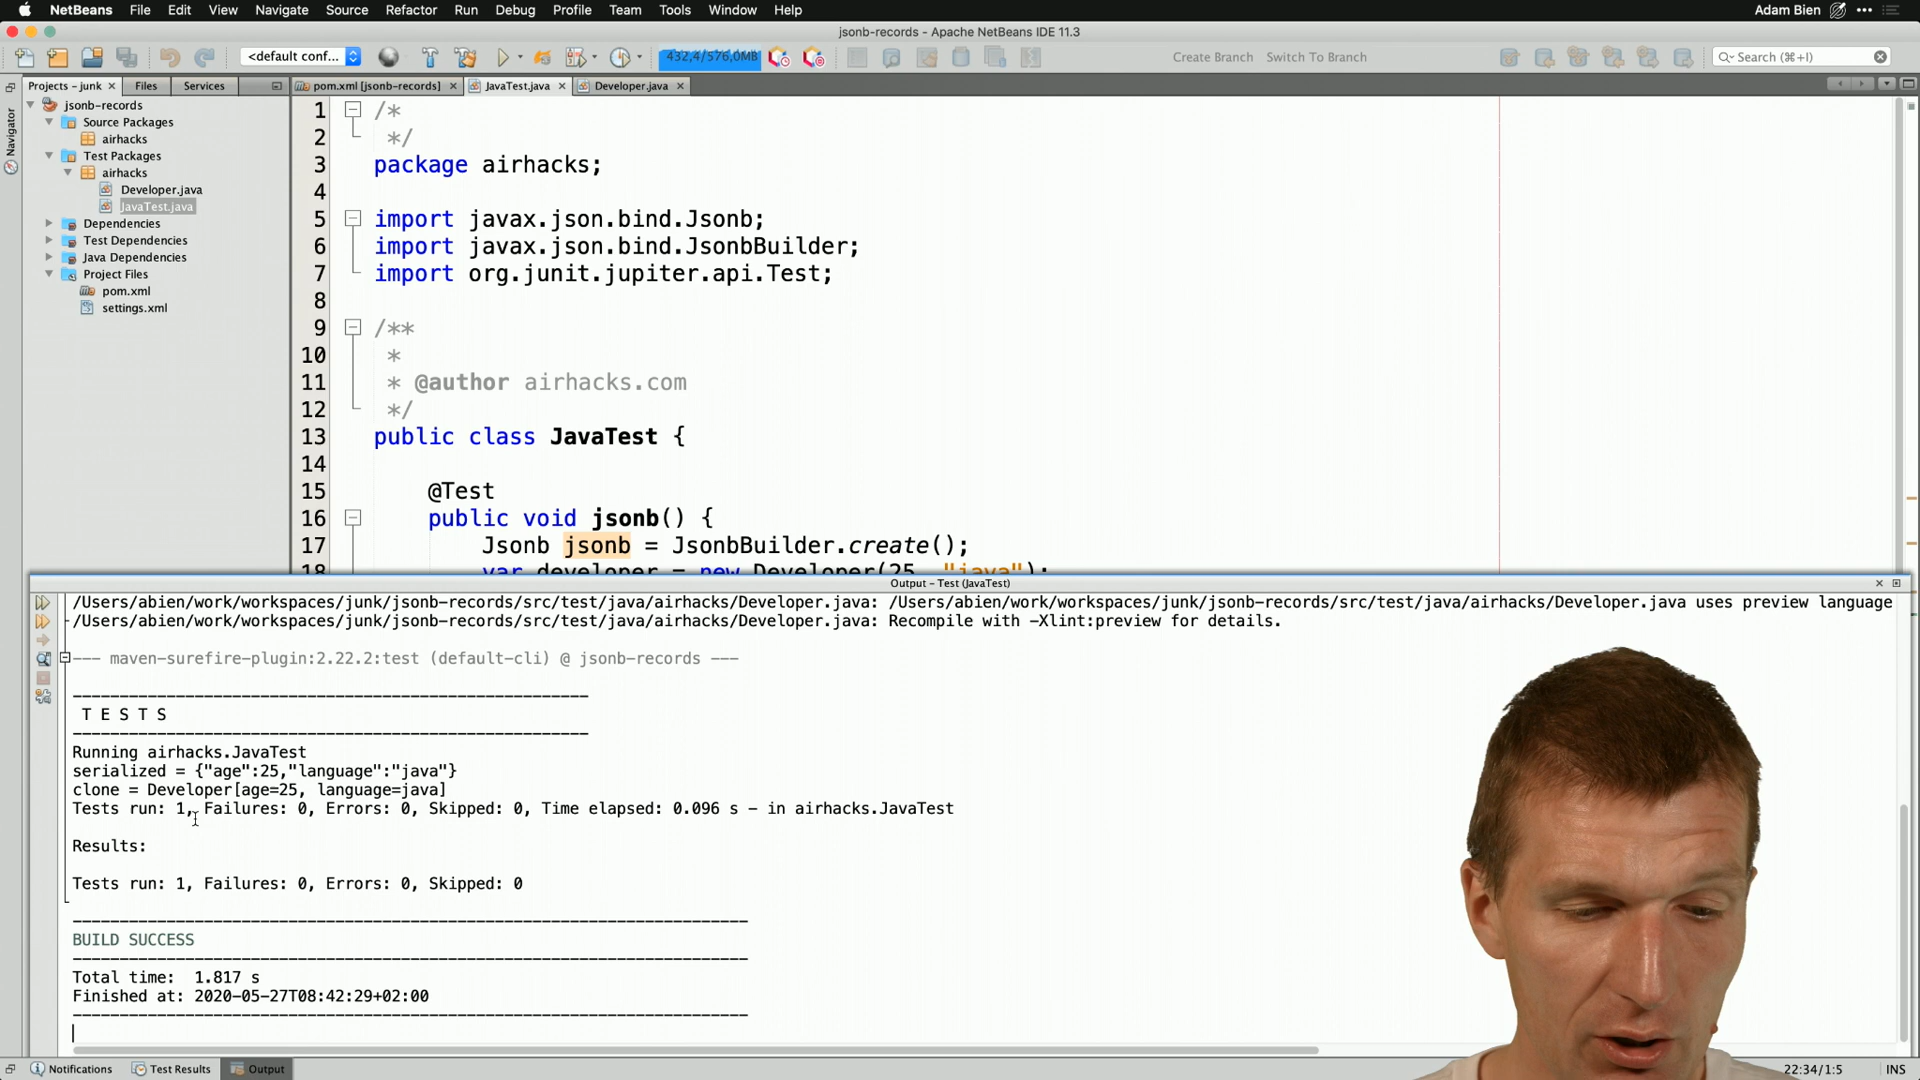 NetBeans File Edit View Navigate Source Refactor Run Debug Profile Team Tools Window Help Adam Bien
jsonb-records - Apache NetBeans IDE 11.3
<default conf... 432,4/576,0MB Create Branch Switch To Branch Search (⌘+I)
Projects - junk Files Services
pom.xml [jsonb-records] JavaTest.java Developer.java
Navigator
jsonb-records
Source Packages
airhacks
Test Packages
airhacks
Developer.java
JavaTest.java
Dependencies
Test Dependencies
Java Dependencies
Project Files
pom.xml
settings.xml
1 /*
2 */
3 package airhacks;
4
5 import javax.json.bind.Jsonb;
6 import javax.json.bind.JsonbBuilder;
7 import org.junit.jupiter.api.Test;
8
9 /**
10 *
11 * @author airhacks.com
12 */
13 public class JavaTest {
14
15 @Test
16 public void jsonb() {
17 Jsonb jsonb = JsonbBuilder.create();
18 var developer = new Developer(25, "java");
Output - Test (JavaTest)
/Users/abien/work/workspaces/junk/jsonb-records/src/test/java/airhacks/Developer.java: /Users/abien/work/workspaces/junk/jsonb-records/src/test/java/airhacks/Developer.java uses preview language
/Users/abien/work/workspaces/junk/jsonb-records/src/test/java/airhacks/Developer.java: Recompile with -Xlint:preview for details.
--- maven-surefire-plugin:2.22.2:test (default-cli) @ jsonb-records ---
-------------------------------------------------------
T E S T S
-------------------------------------------------------
Running airhacks.JavaTest
serialized = {"age":25,"language":"java"}
clone = Developer[age=25, language=java]
Tests run: 1, Failures: 0, Errors: 0, Skipped: 0, Time elapsed: 0.096 s - in airhacks.JavaTest
Results:
Tests run: 1, Failures: 0, Errors: 0, Skipped: 0
------------------------------------------------------------------------
BUILD SUCCESS
------------------------------------------------------------------------
Total time: 1.817 s
Finished at: 2020-05-27T08:42:29+02:00
------------------------------------------------------------------------
Notifications Test Results Output 22:34/1:5 INS